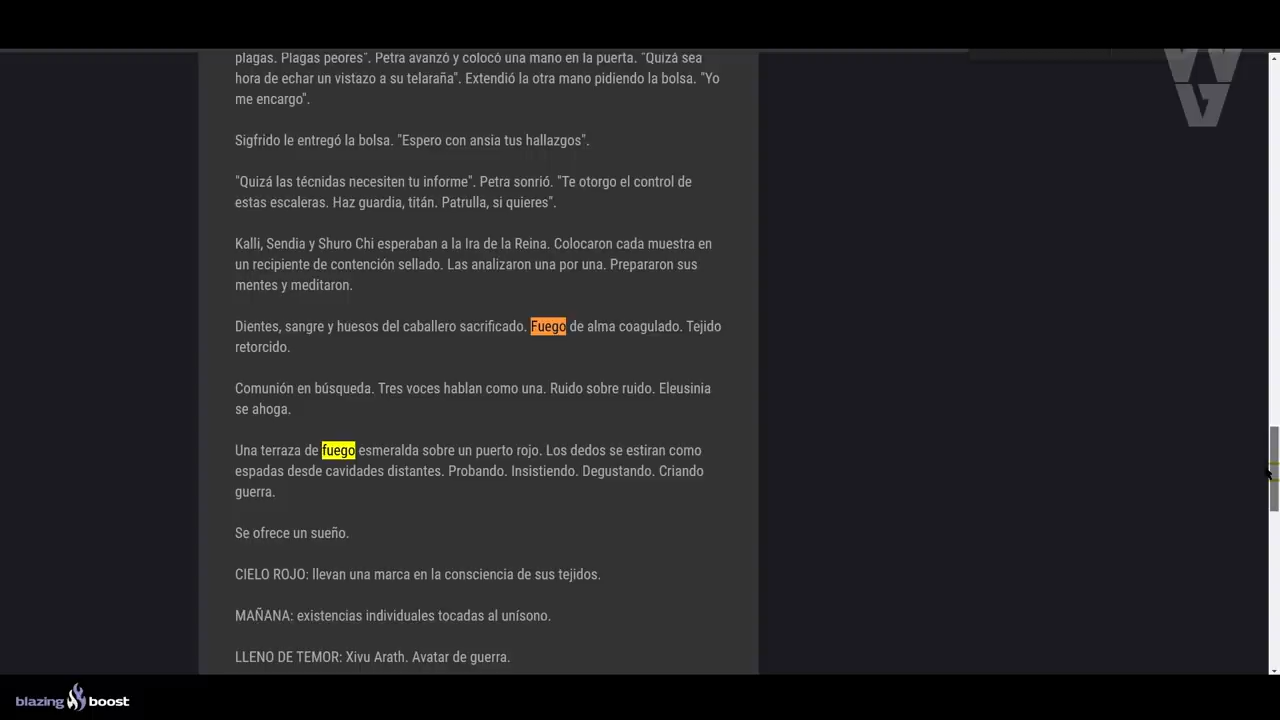 plagas. Plagas peores". Petra avanzó y colocó una mano en la puerta. "Quizá sea
hora de echar un vistazo a su telaraña". Extendió la otra mano pidiendo la bolsa. "Yo
me encargo".
Sigfrido le entregó la bolsa. "Espero con ansia tus hallazgos".
"Quizá las técnidas necesiten tu informe". Petra sonrió. "Te otorgo el control de
estas escaleras. Haz guardia, titán. Patrulla, si quieres".
Kalli, Sendia y Shuro Chi esperaban a la Ira de la Reina. Colocaron cada muestra en
un recipiente de contención sellado. Las analizaron una por una. Prepararon sus
mentes y meditaron.
Dientes, sangre y huesos del caballero sacrificado. Fuego de alma coagulado. Tejido
retorcido.
Comunión en búsqueda. Tres voces hablan como una. Ruido sobre ruido. Eleusinia
se ahoga.
Una terraza de fuego esmeralda sobre un puerto rojo. Los dedos se estiran como
espadas desde cavidades distantes. Probando. Insistiendo. Degustando. Criando
guerra.
Se ofrece un sueño.
CIELO ROJO: llevan una marca en la consciencia de sus tejidos.
MAÑANA: existencias individuales tocadas al unísono.
LLENO DE TEMOR: Xivu Arath. Avatar de guerra.
blazing boost